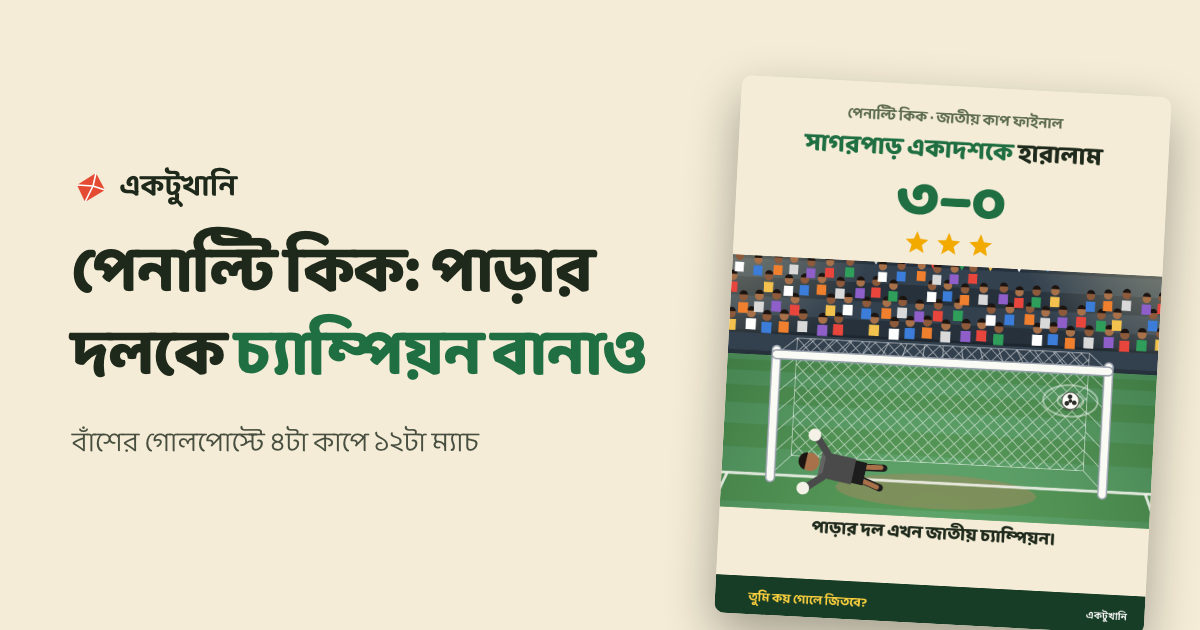 একটুখানি
পেনাল্টি কিক: পাড়ার
দলকে চ্যাম্পিয়ন বানাও
বাঁশের গোলপোস্টে ৪টা কাপে ১২টা ম্যাচ
পেনাল্টি কিক · জাতীয় কাপ ফাইনাল
সাগরপাড় একাদশকে হারালাম
৩–০
পাড়ার দল এখন জাতীয় চ্যাম্পিয়ন।
তুমি কয় গোলে জিতবে?
একটুখানি